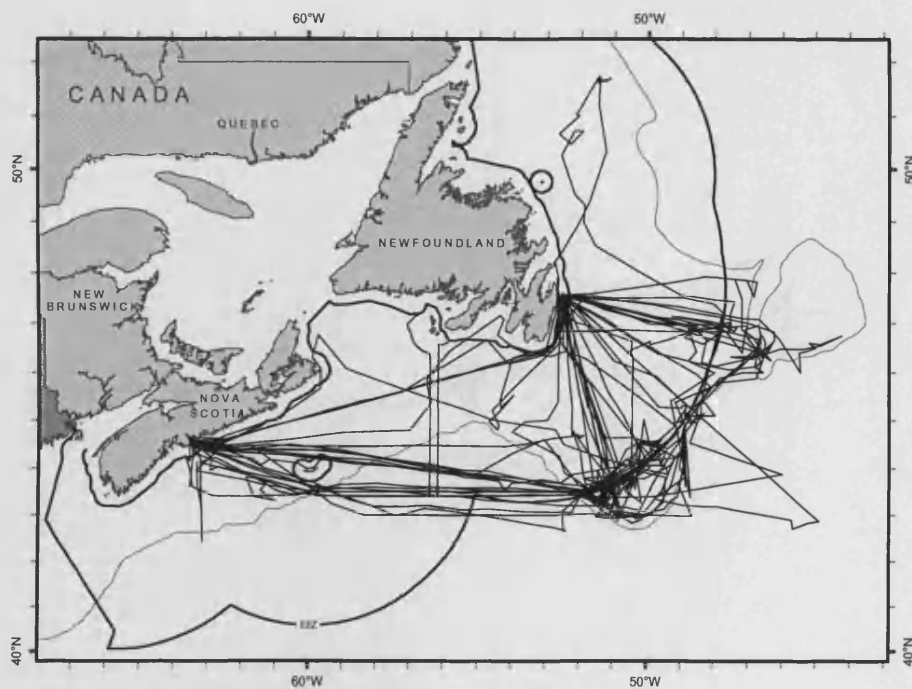 60°W 50°W
CANADA
QUEBEC
50°N 50°N
NEWFOUNDLAND
NEW
BRUNSWICK
NOVA
SCOTIA
EEZ
40°N 40°N
60°W 50°W